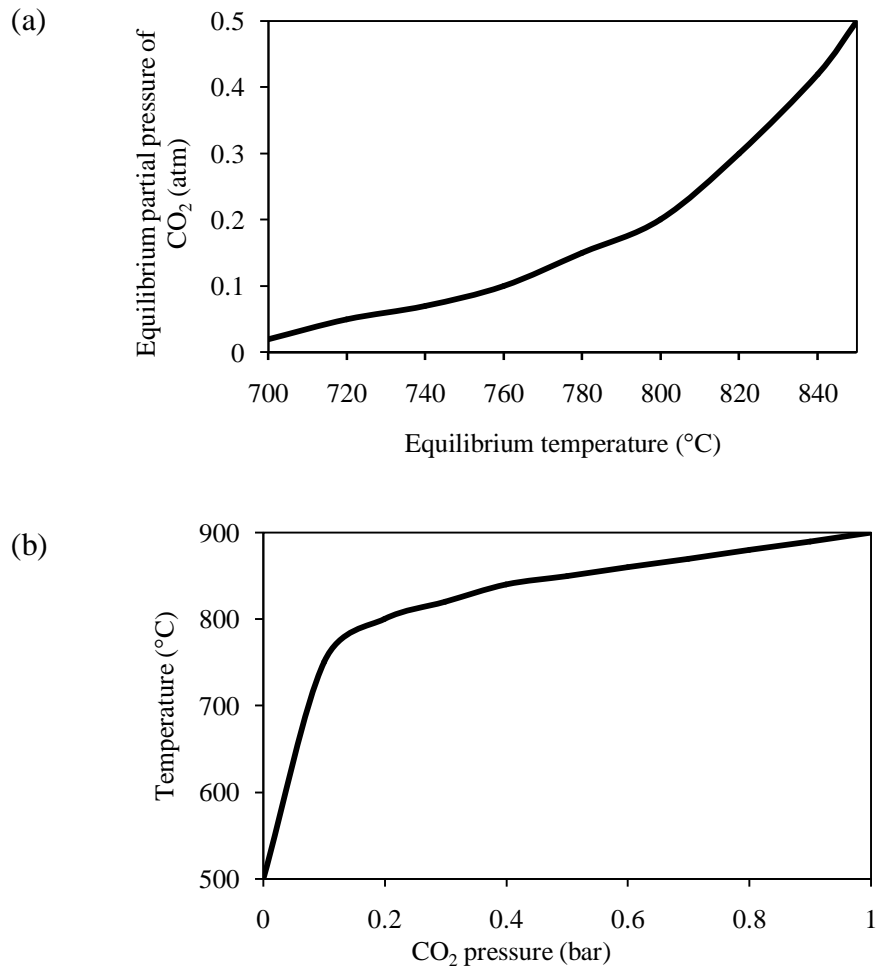 (a)
Equilibrium partial pressure of
CO₂ (atm)
0.5
0.4
0.3
0.2
0.1
0
700 720 740 760 780 800 820 840
Equilibrium temperature (°C)
(b)
Temperature (°C)
900
800
700
600
500
0 0.2 0.4 0.6 0.8 1
CO₂ pressure (bar)